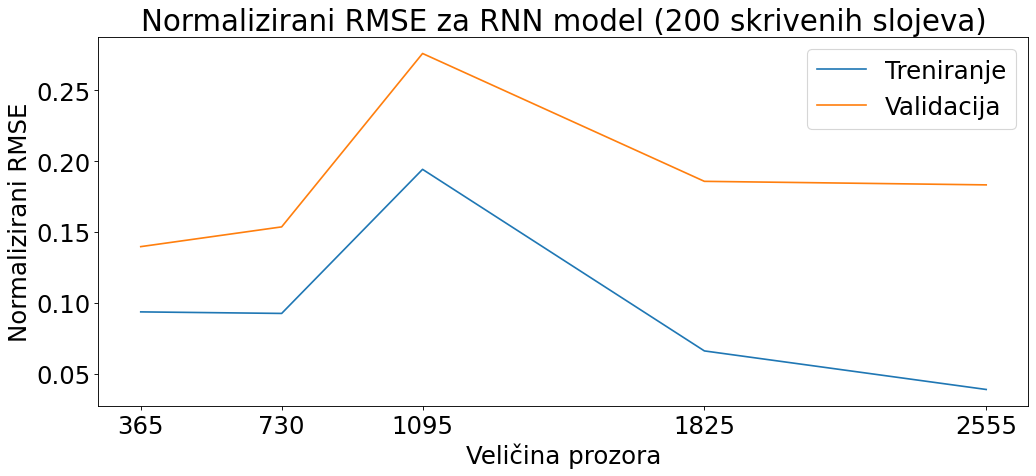 Normalizirani RMSE za RNN model (200 skrivenih slojeva)
Treniranje
Validacija
Normalizirani RMSE
0.25
0.20
0.15
0.10
0.05
365 730 1095 1825 2555
Veličina prozora